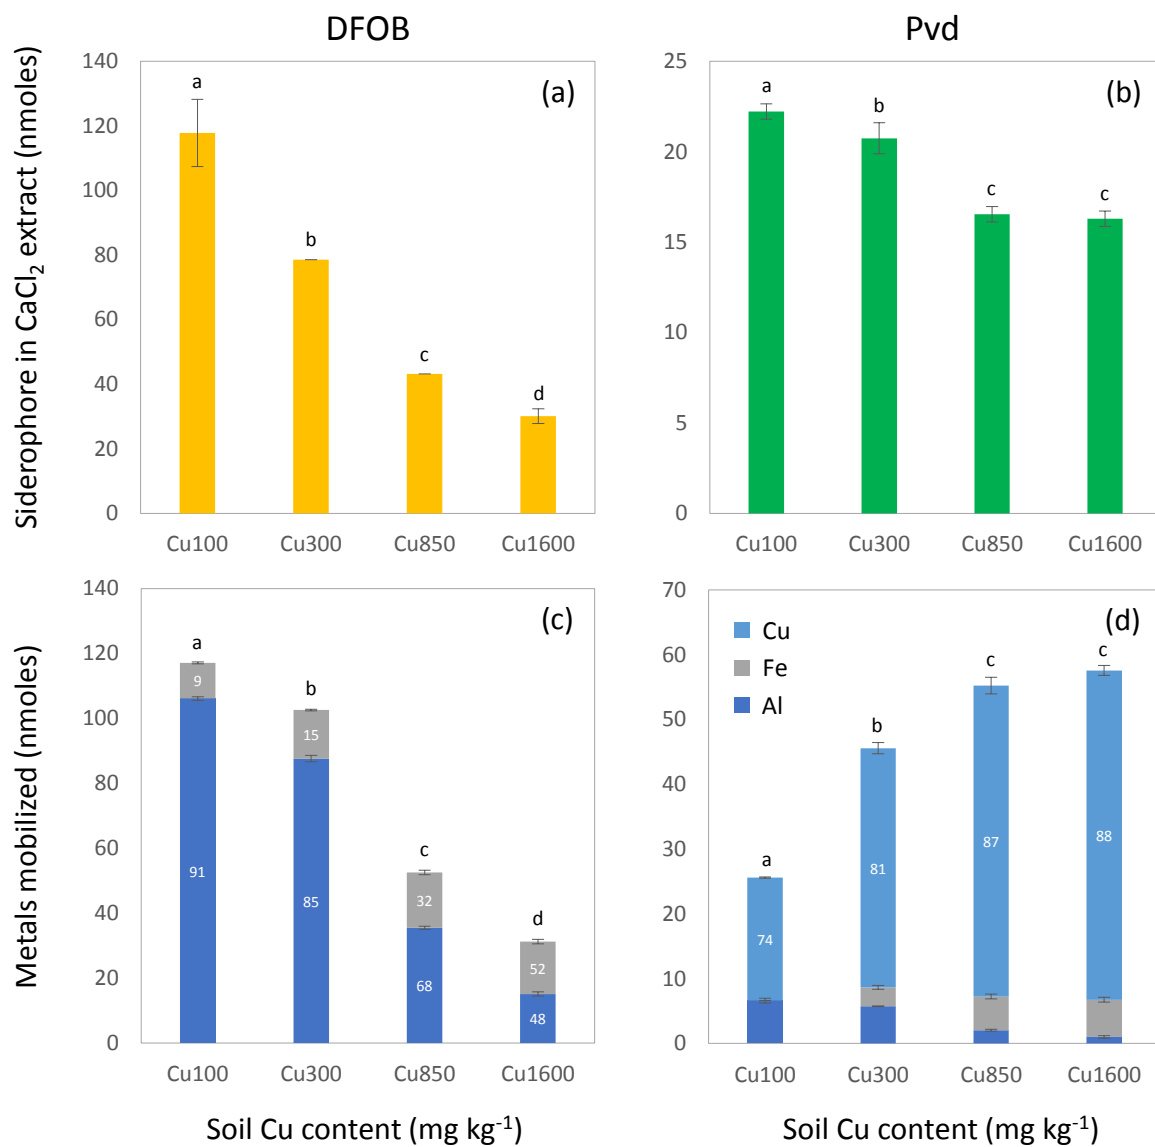 DFOB
Pvd
Siderophore in CaCl₂ extract (nmoles)
140
120
100
80
60
40
20
0
(a)
a
b
c
d
Cu100 Cu300 Cu850 Cu1600
25
20
15
10
5
0
(b)
a
b
c
c
Cu100 Cu300 Cu850 Cu1600
Metals mobilized (nmoles)
140
120
100
80
60
40
20
0
(c)
a
b
c
d
9
15
32
52
91
85
68
48
Cu100 Cu300 Cu850 Cu1600
70
60
50
40
30
20
10
0
(d)
Cu
Fe
Al
a
b
c
c
74
81
87
88
Cu100 Cu300 Cu850 Cu1600
Soil Cu content (mg kg⁻¹)
Soil Cu content (mg kg⁻¹)